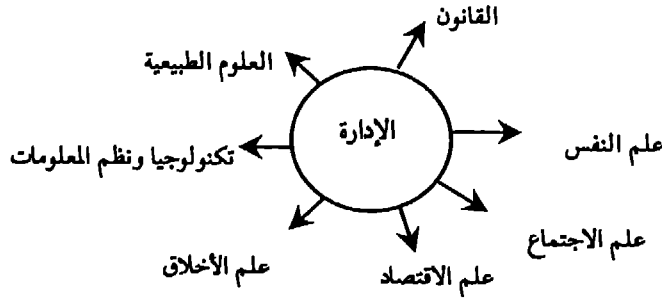 القانون
العلوم الطبيعية
الإدارة
علم النفس
تكنولوجيا ونظم المعلومات
علم الاجتماع
علم الأخلاق
علم الاقتصاد